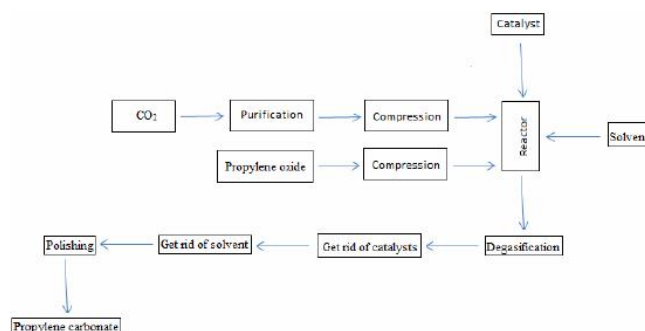 Catalyst
CO2
Purification
Compression
Reactor
Solven
Propylene oxide
Compression
Polishing
Get rid of solvent
Get rid of catalysts
Degasification
Propylene carbonate